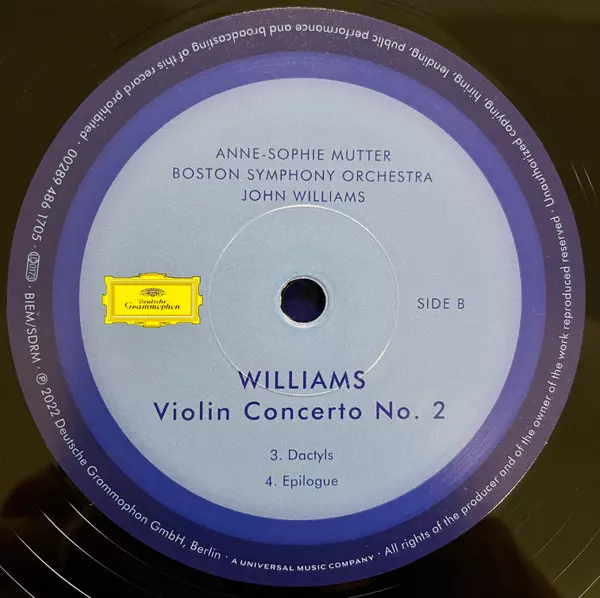 ANNE-SOPHIE MUTTER
BOSTON SYMPHONY ORCHESTRA
JOHN WILLIAMS
Deutsche
Grammophon
SIDE B
WILLIAMS
Violin Concerto No. 2
3. Dactyls
4. Epilogue
00289 486 1705 · LC 0173 · BIEM/SDRM · ℗ 2022 Deutsche Grammophon GmbH, Berlin · A UNIVERSAL MUSIC COMPANY · All rights of the producer and of the owner of the work reproduced reserved · Unauthorized copying, hiring, lending, public performance and broadcasting of this record prohibited ·